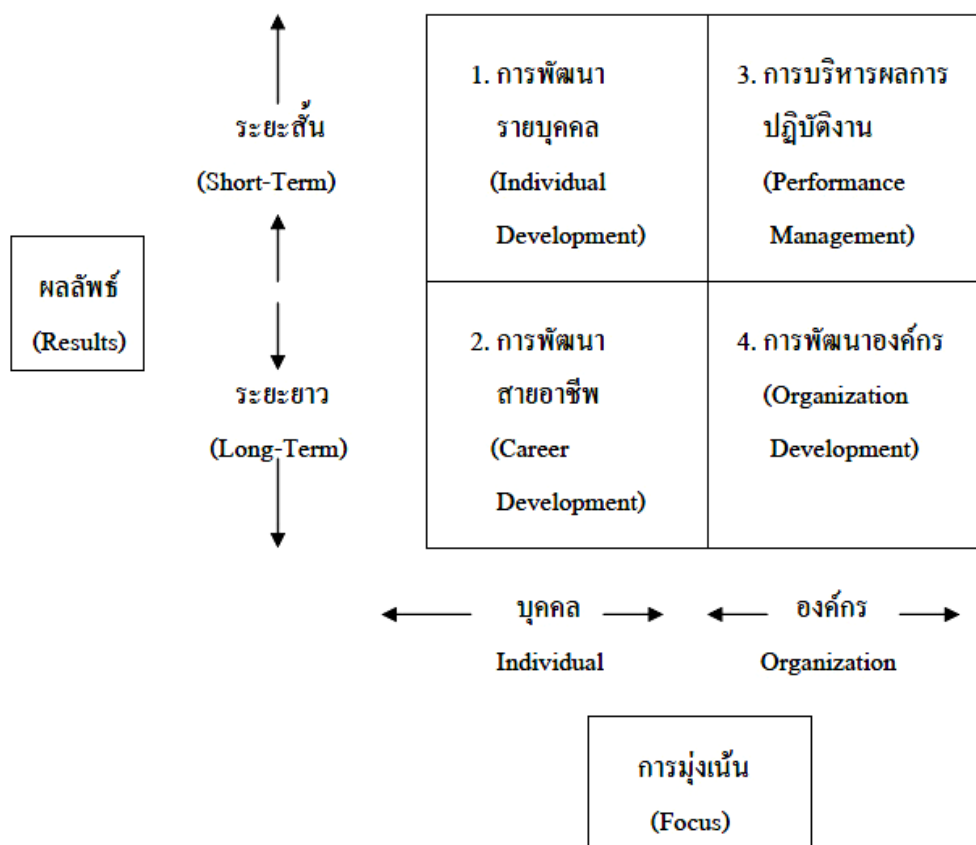 ระยะสั้น
(Short-Term)
ผลลัพธ์
(Results)
ระยะยาว
(Long-Term)
1. การพัฒนา
รายบุคคล
(Individual
Development)
3. การบริหารผลการ
ปฏิบัติงาน
(Performance
Management)
2. การพัฒนา
สายอาชีพ
(Career
Development)
4. การพัฒนาองค์กร
(Organization
Development)
บุคคล
Individual
องค์กร
Organization
การมุ่งเน้น
(Focus)